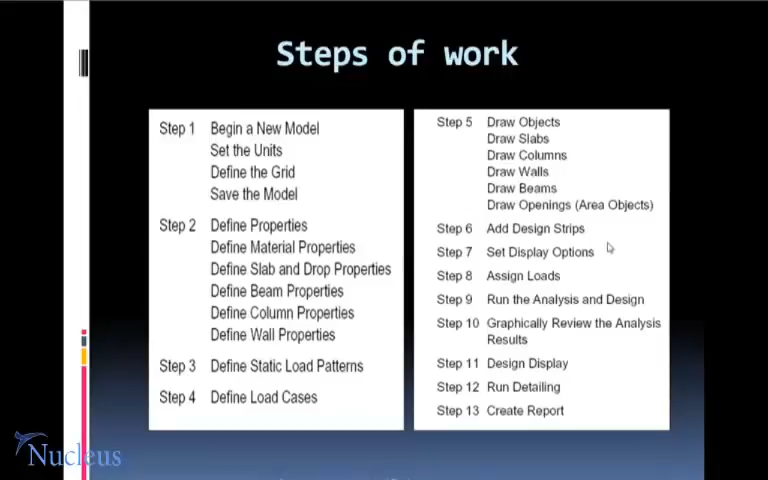 Steps of work
Step 1 Begin a New Model
Set the Units
Define the Grid
Save the Model
Step 2 Define Properties
Define Material Properties
Define Slab and Drop Properties
Define Beam Properties
Define Column Properties
Define Wall Properties
Step 3 Define Static Load Patterns
Step 4 Define Load Cases
Step 5 Draw Objects
Draw Slabs
Draw Columns
Draw Walls
Draw Beams
Draw Openings (Area Objects)
Step 6 Add Design Strips
Step 7 Set Display Options
Step 8 Assign Loads
Step 9 Run the Analysis and Design
Step 10 Graphically Review the Analysis
Results
Step 11 Design Display
Step 12 Run Detailing
Step 13 Create Report
Nucleus